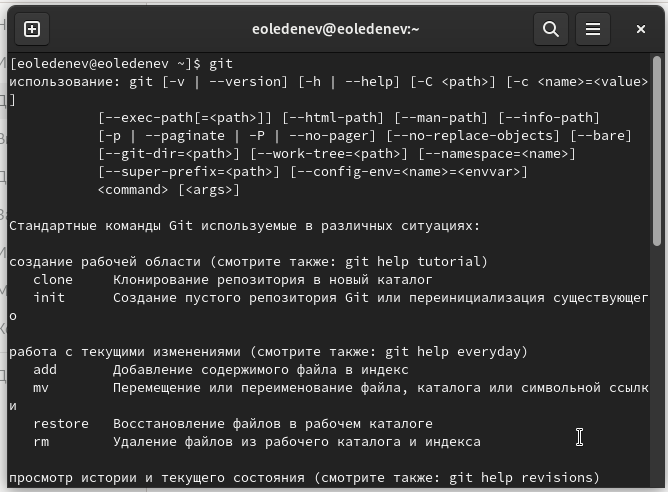 eoledenev@eoledenev:~
[eoledenev@eoledenev ~]$ git
использование: git [-v | --version] [-h | --help] [-C <path>] [-c <name>=<value>
]
[--exec-path[=<path>]] [--html-path] [--man-path] [--info-path]
[-p | --paginate | -P | --no-pager] [--no-replace-objects] [--bare]
[--git-dir=<path>] [--work-tree=<path>] [--namespace=<name>]
[--super-prefix=<path>] [--config-env=<name>=<envvar>]
<command> [<args>]
Стандартные команды Git используемые в различных ситуациях:
создание рабочей области (смотрите также: git help tutorial)
clone Клонирование репозитория в новый каталог
init Создание пустого репозитория Git или переинициализация существующег
о
работа с текущими изменениями (смотрите также: git help everyday)
add Добавление содержимого файла в индекс
mv Перемещение или переименование файла, каталога или символьной ссылк
и
restore Восстановление файлов в рабочем каталоге
rm Удаление файлов из рабочего каталога и индекса
просмотр истории и текущего состояния (смотрите также: git help revisions)